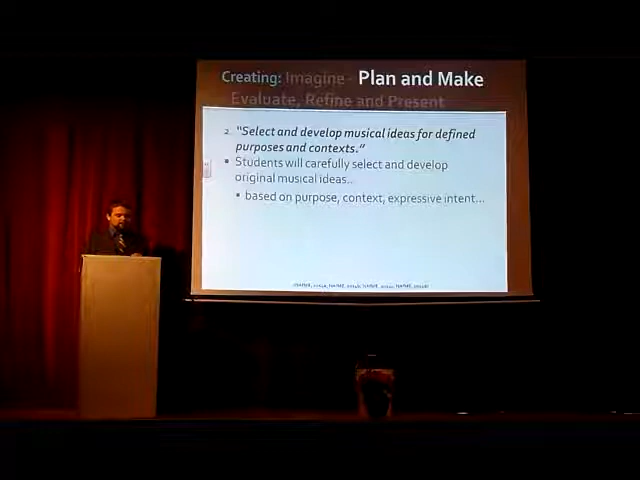 Creating: Imagine - Plan and Make
Evaluate, Refine and Present
2. "Select and develop musical ideas for defined
purposes and contexts."
▪ Students will carefully select and develop
original musical ideas..
▪ based on purpose, context, expressive intent...